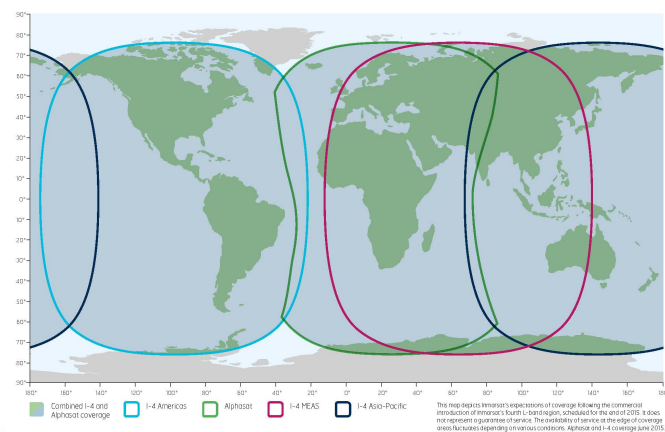 90°
80°
70°
60°
50°
40°
30°
20°
10°
0°
10°
20°
30°
40°
50°
60°
70°
80°
90°
180° 160° 140° 120° 100° 80° 60° 40° 20° 0° 20° 40° 60° 80° 100° 120° 140° 160° 180°
Combined I-4 and
Alphasat coverage
I-4 Americas
Alphasat
I-4 MEAS
I-4 Asia-Pacific
This map depicts Inmarsat's expectations of coverage following the commercial
introduction of Inmarsat's fourth L-band region, scheduled for the end of 2015. It does
not represent a guarantee of service. The availability of service at the edge of coverage
areas fluctuates depending on various conditions. Alphasat and I-4 coverage June 2015.